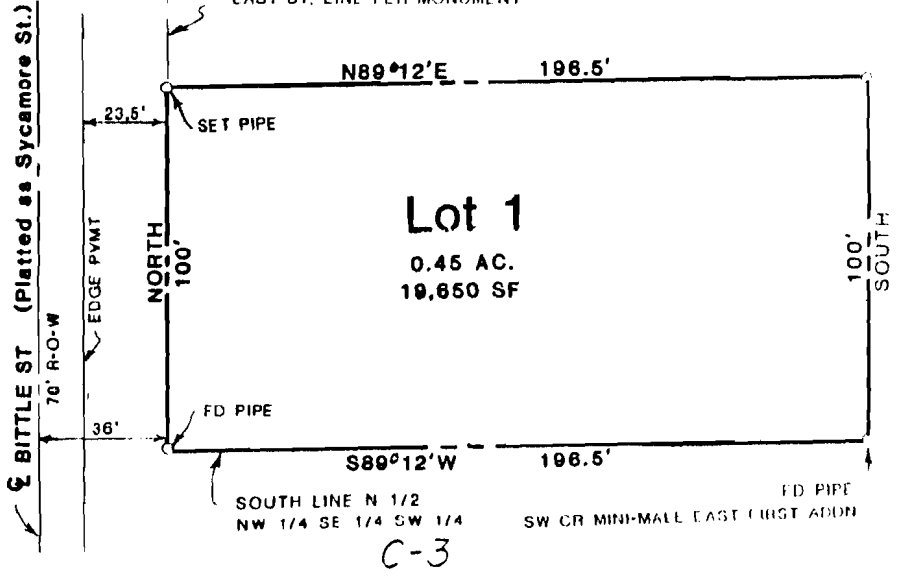 EAST ST. LINE PER MONUMENT
N89°12'E 196.5'
23.5'
SET PIPE
℄ BITTLE ST (Platted as Sycamore St.)
70' R-O-W
EDGE PVMT
NORTH
100'
Lot 1
0.45 AC.
19,650 SF
100'
SOUTH
36'
FD PIPE
S89°12'W 196.5'
SOUTH LINE N 1/2
NW 1/4 SE 1/4 SW 1/4
FD PIPE
SW CR MINI-MALL EAST FIRST ADDN
C-3